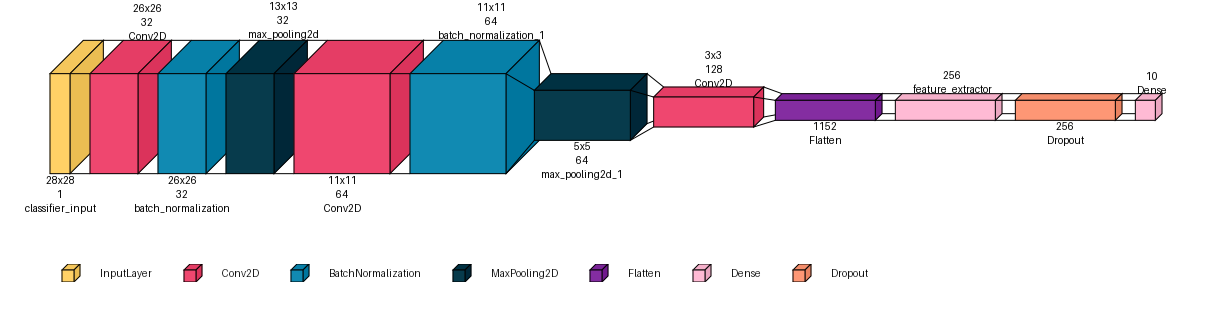 26x26
32
Conv2D
13x13
32
max_pooling2d
11x11
64
batch_normalization_1
3x3
128
Conv2D
256
feature_extractor
10
Dense
28x28
1
classifier_input
26x26
32
batch_normalization
11x11
64
Conv2D
5x5
64
max_pooling2d_1
1152
Flatten
256
Dropout
InputLayer
Conv2D
BatchNormalization
MaxPooling2D
Flatten
Dense
Dropout